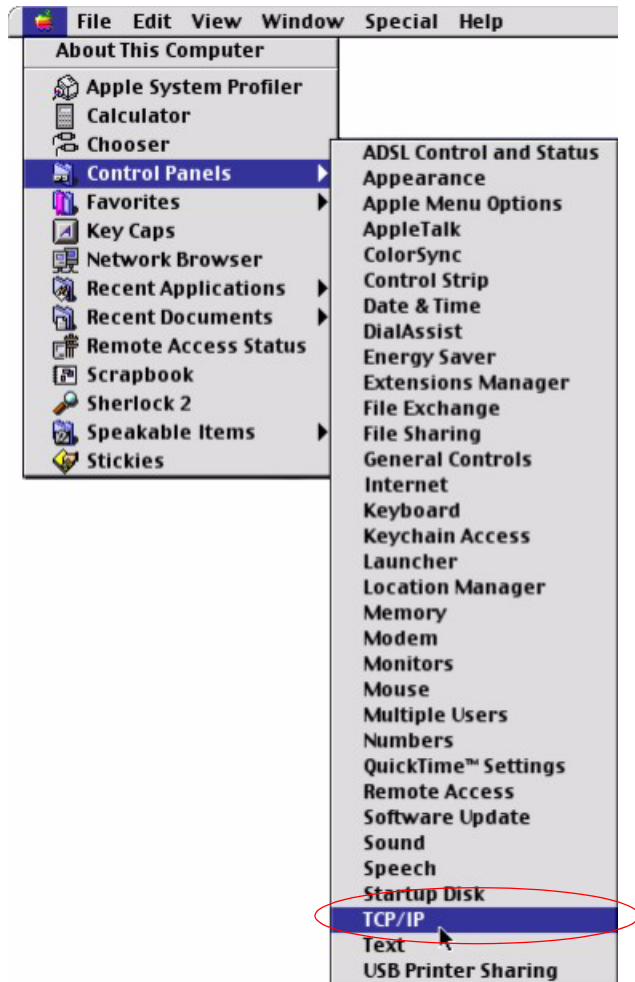 File Edit View Window Special Help
About This Computer
Apple System Profiler
Calculator
Chooser
Control Panels
Favorites
Key Caps
Network Browser
Recent Applications
Recent Documents
Remote Access Status
Scrapbook
Sherlock 2
Speakable Items
Stickies
ADSL Control and Status
Appearance
Apple Menu Options
AppleTalk
ColorSync
Control Strip
Date & Time
DialAssist
Energy Saver
Extensions Manager
File Exchange
File Sharing
General Controls
Internet
Keyboard
Keychain Access
Launcher
Location Manager
Memory
Modem
Monitors
Mouse
Multiple Users
Numbers
QuickTime™ Settings
Remote Access
Software Update
Sound
Speech
Startup Disk
TCP/IP
Text
USB Printer Sharing